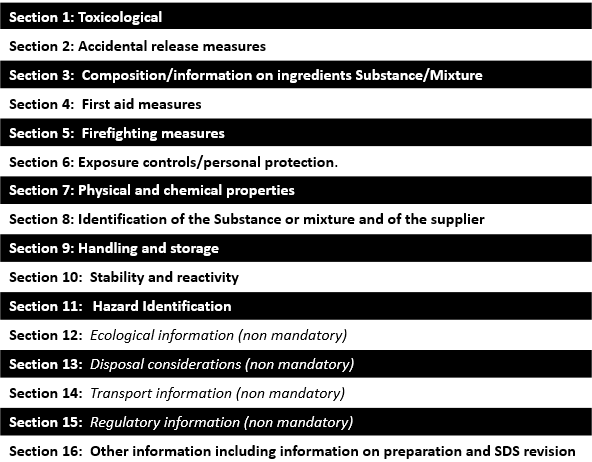 Section 1: Toxicological
Section 2: Accidental release measures
Section 3: Composition/information on ingredients Substance/Mixture
Section 4: First aid measures
Section 5: Firefighting measures
Section 6: Exposure controls/personal protection.
Section 7: Physical and chemical properties
Section 8: Identification of the Substance or mixture and of the supplier
Section 9: Handling and storage
Section 10: Stability and reactivity
Section 11: Hazard Identification
Section 12: Ecological information (non mandatory)
Section 13: Disposal considerations (non mandatory)
Section 14: Transport information (non mandatory)
Section 15: Regulatory information (non mandatory)
Section 16: Other information including information on preparation and SDS revision